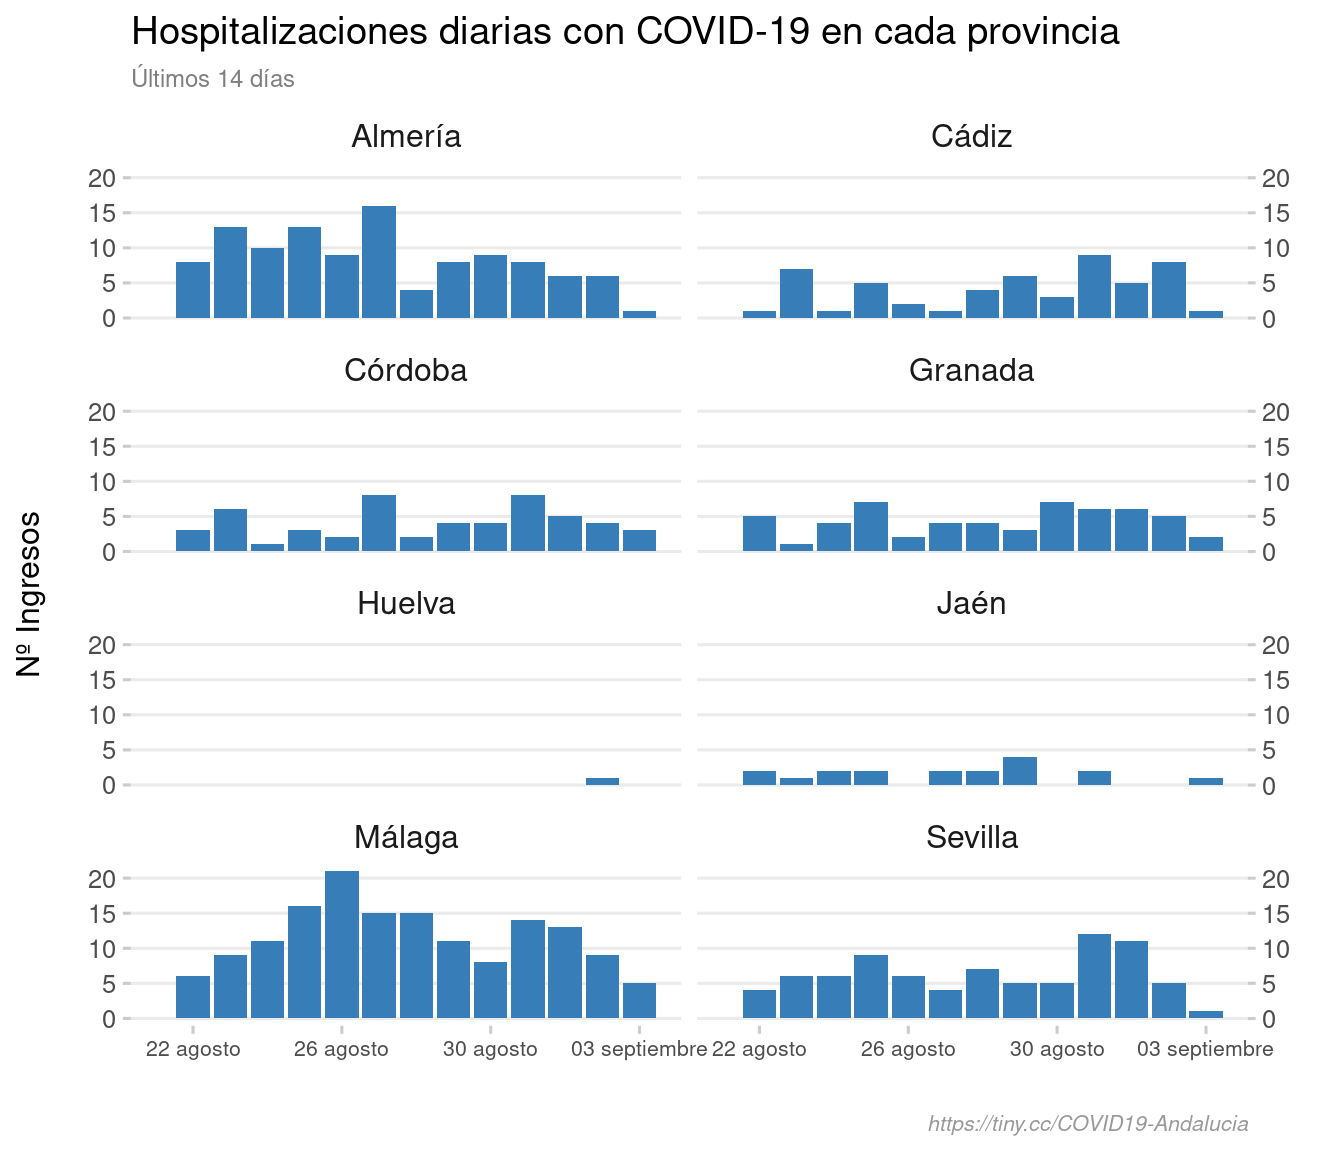 Hospitalizaciones diarias con COVID-19 en cada provincia
Últimos 14 días
Almería Cádiz
20 20
15 15
10 10
5 5
0 0
Córdoba Granada
20 20
15 15
10 10
5 5
0 0
Nº Ingresos
Huelva Jaén
20 20
15 15
10 10
5 5
0 0
Málaga Sevilla
20 20
15 15
10 10
5 5
0 0
22 agosto 26 agosto 30 agosto 03 septiembre 22 agosto 26 agosto 30 agosto 03 septiembre
https://tiny.cc/COVID19-Andalucia